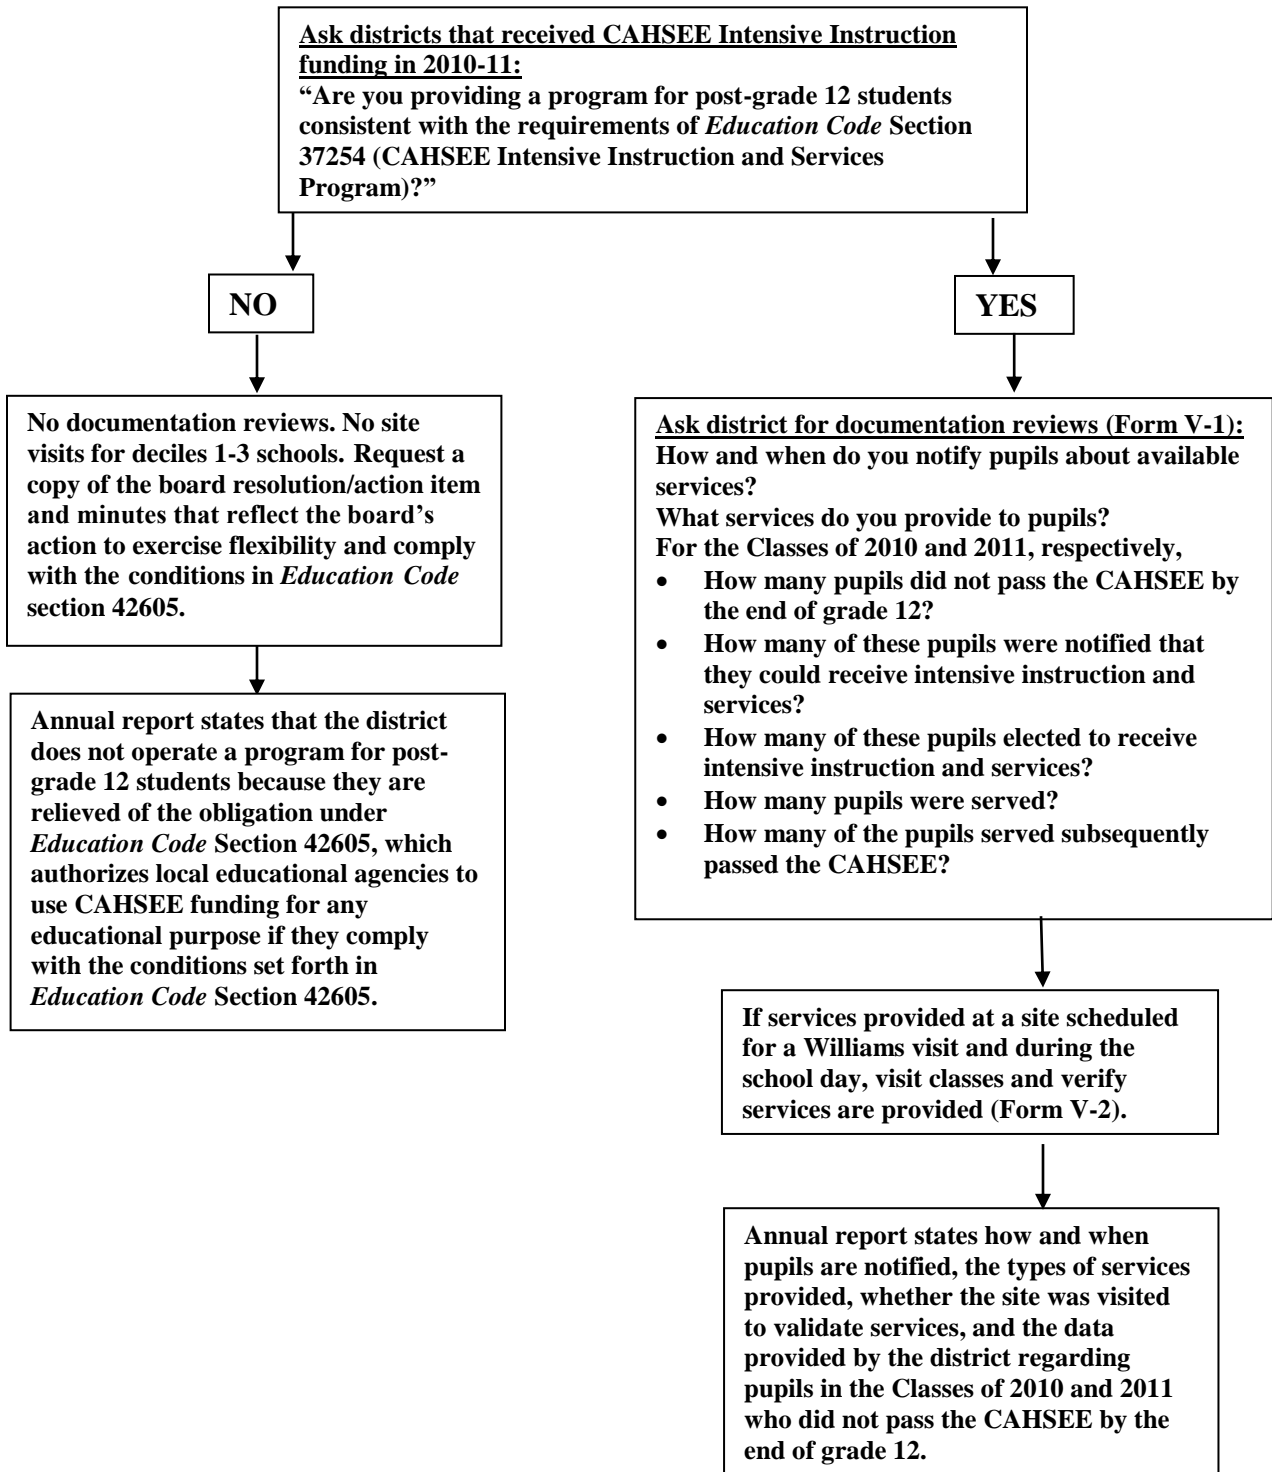 Ask districts that received CAHSEE Intensive Instruction
funding in 2010-11:
“Are you providing a program for post-grade 12 students
consistent with the requirements of Education Code Section
37254 (CAHSEE Intensive Instruction and Services
Program)?”
NO
YES
No documentation reviews. No site
visits for deciles 1-3 schools. Request a
copy of the board resolution/action item
and minutes that reflect the board’s
action to exercise flexibility and comply
with the conditions in Education Code
section 42605.
Annual report states that the district
does not operate a program for post-
grade 12 students because they are
relieved of the obligation under
Education Code Section 42605, which
authorizes local educational agencies to
use CAHSEE funding for any
educational purpose if they comply
with the conditions set forth in
Education Code Section 42605.
Ask district for documentation reviews (Form V-1):
How and when do you notify pupils about available
services?
What services do you provide to pupils?
For the Classes of 2010 and 2011, respectively,
• How many pupils did not pass the CAHSEE by
the end of grade 12?
• How many of these pupils were notified that
they could receive intensive instruction and
services?
• How many of these pupils elected to receive
intensive instruction and services?
• How many pupils were served?
• How many of the pupils served subsequently
passed the CAHSEE?
If services provided at a site scheduled
for a Williams visit and during the
school day, visit classes and verify
services are provided (Form V-2).
Annual report states how and when
pupils are notified, the types of services
provided, whether the site was visited
to validate services, and the data
provided by the district regarding
pupils in the Classes of 2010 and 2011
who did not pass the CAHSEE by the
end of grade 12.